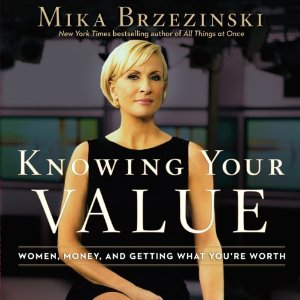 MIKA BRZEZINSKI
New York Times bestselling author of All Things at Once
KNOWING YOUR
VALUE
WOMEN, MONEY, AND GETTING WHAT YOU'RE WORTH